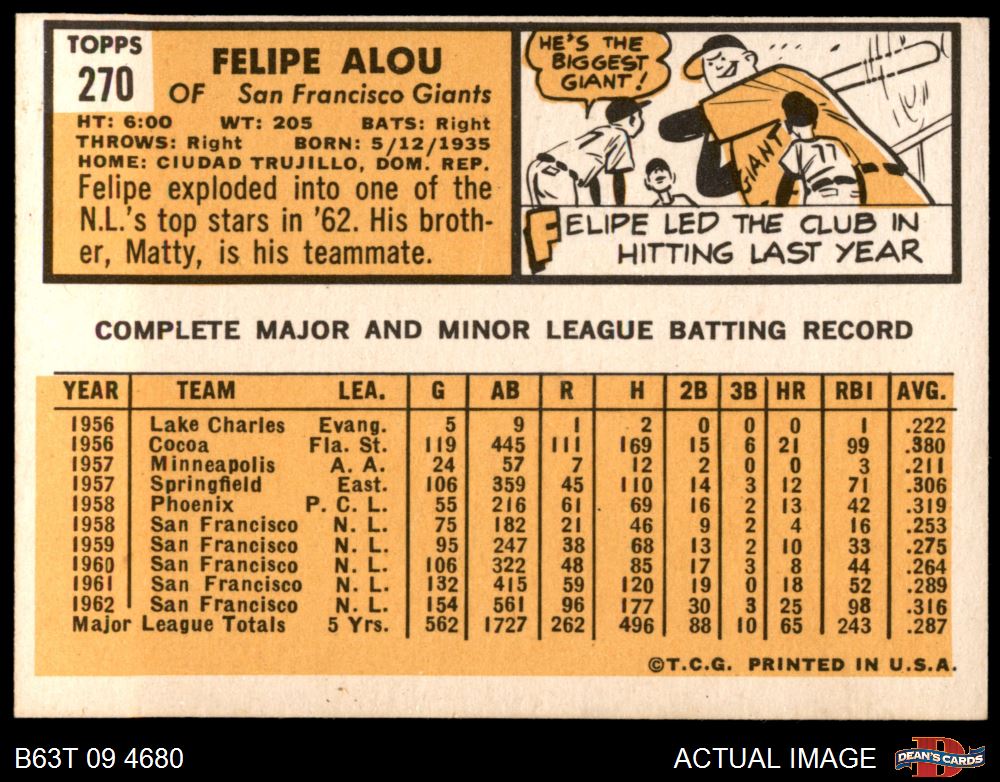 TOPPS
270
FELIPE ALOU
OF San Francisco Giants
HT: 6:00 WT: 205 BATS: Right
THROWS: Right BORN: 5/12/1935
HOME: CIUDAD TRUJILLO, DOM. REP.
Felipe exploded into one of the
N.L.'s top stars in '62. His broth-
er, Matty, is his teammate.
HE'S THE
BIGGEST
GIANT!
GIANT
FELIPE LED THE CLUB IN
HITTING LAST YEAR
COMPLETE MAJOR AND MINOR LEAGUE BATTING RECORD
YEAR TEAM LEA. G AB R H 2B 3B HR RBI AVG.
1956 Lake Charles Evang. 5 9 1 2 0 0 0 1 .222
1956 Cocoa Fla. St. 119 445 111 169 15 6 21 99 .380
1957 Minneapolis A. A. 24 57 7 12 2 0 0 3 .211
1957 Springfield East. 106 359 45 110 14 3 12 71 .306
1958 Phoenix P. C. L. 55 216 61 69 16 2 13 42 .319
1958 San Francisco N. L. 75 182 21 46 9 2 4 16 .253
1959 San Francisco N. L. 95 247 38 68 13 2 10 33 .275
1960 San Francisco N. L. 106 322 48 85 17 3 8 44 .264
1961 San Francisco N. L. 132 415 59 120 19 0 18 52 .289
1962 San Francisco N. L. 154 561 96 177 30 3 25 98 .316
Major League Totals 5 Yrs. 562 1727 262 496 88 10 65 243 .287
©T.C.G. PRINTED IN U.S.A.
B63T 09 4680
ACTUAL IMAGE
D
DEAN'S CARDS